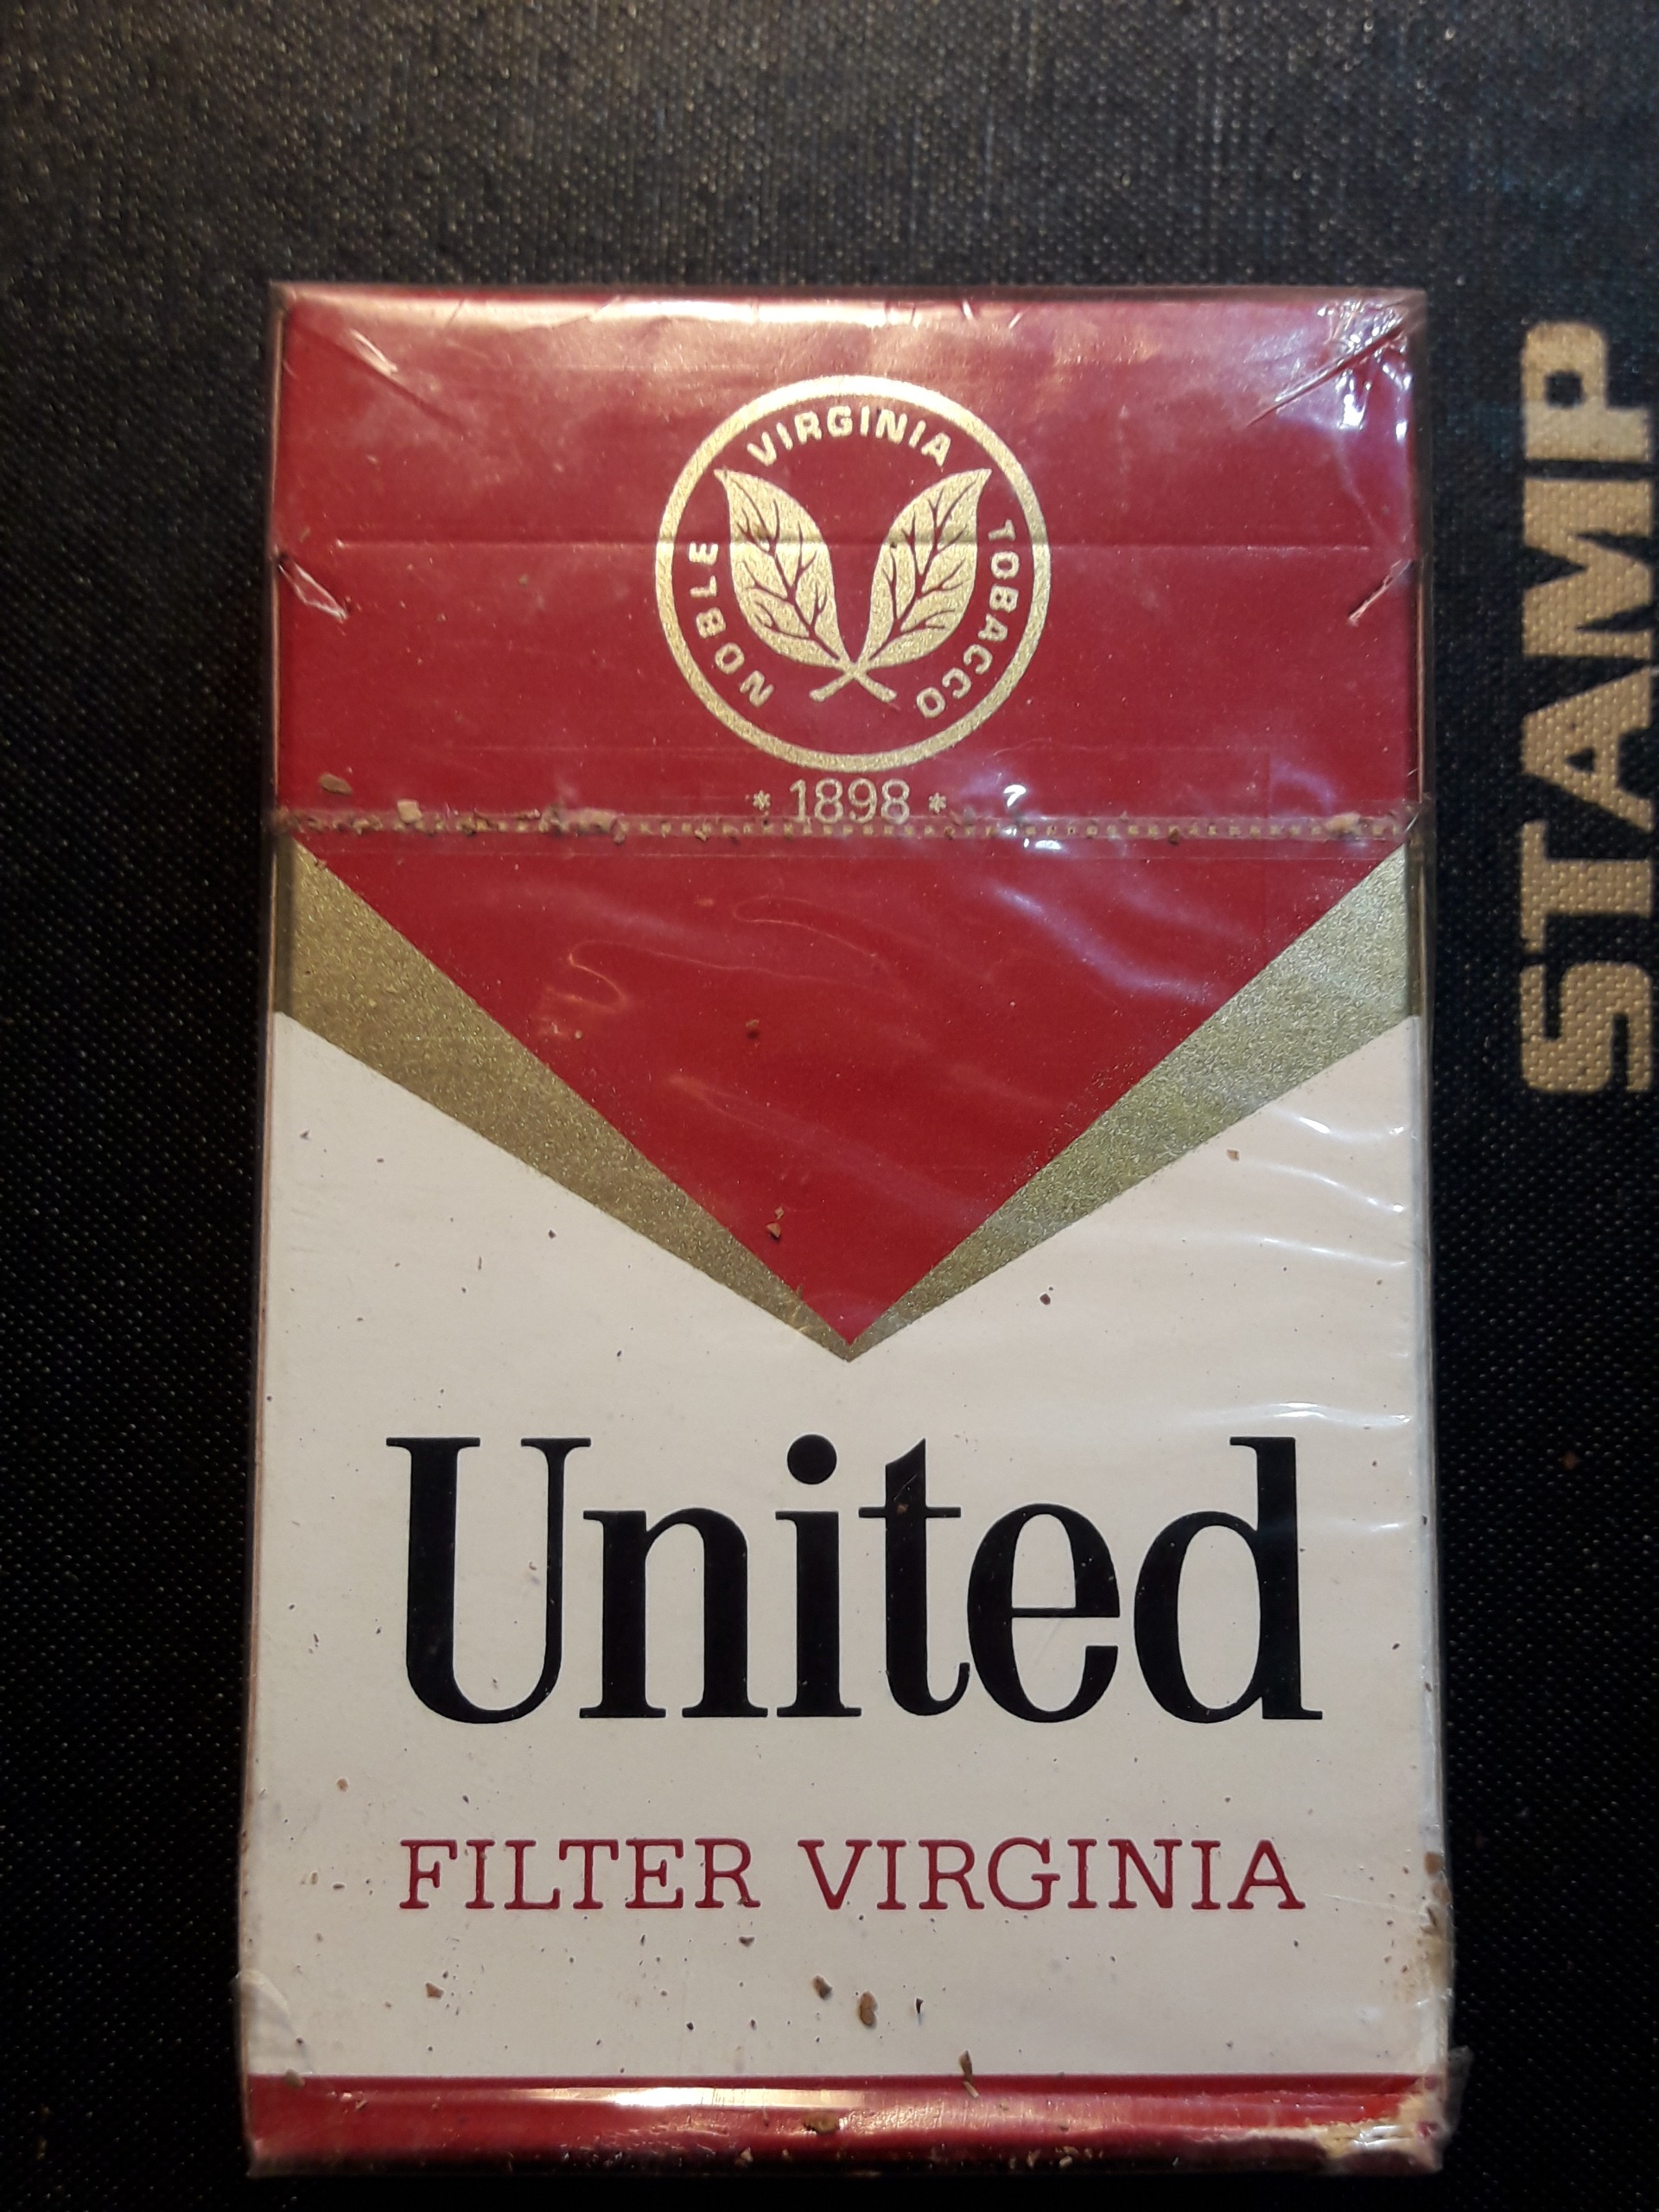 NOBLE VIRGINIA TOBACCO
* 1898 *
United
FILTER VIRGINIA
STAMP